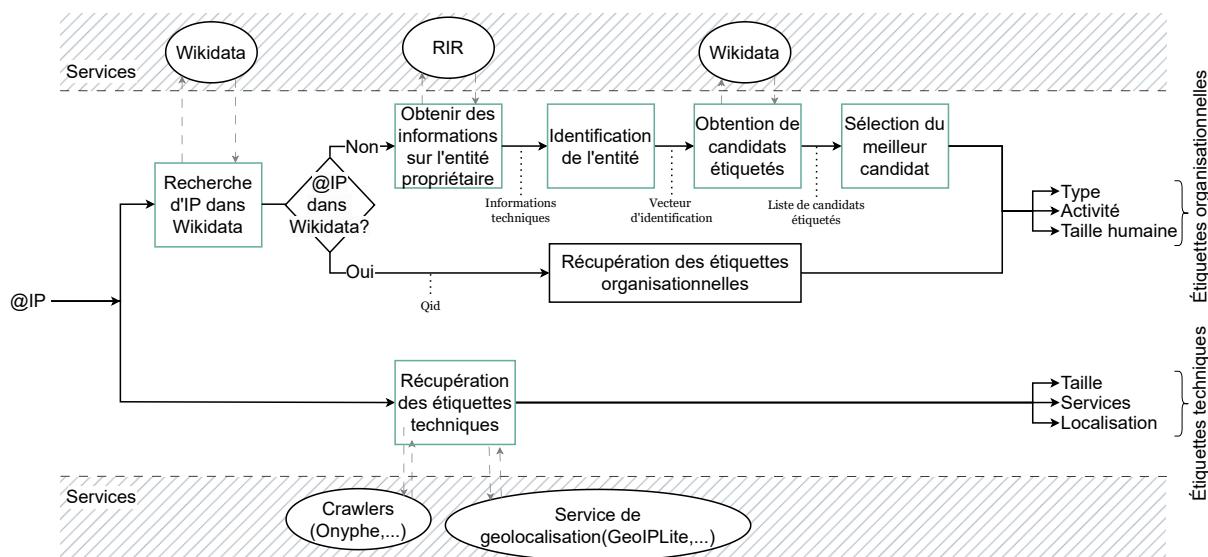 Wikidata
RIR
Wikidata
Services
Obtenir des
informations
sur l'entité
propriétaire
Identification
de l'entité
Obtention de
candidats
étiquetés
Sélection du
meilleur
candidat
Non
Recherche
d'IP dans
Wikidata
@IP
dans
Wikidata?
Informations
techniques
Vecteur
d'identification
Liste de candidats
étiquetés
Type
Activité
Taille humaine
Étiquettes organisationnelles
Oui
Qid
Récupération des étiquettes
organisationnelles
@IP
Récupération
des étiquettes
techniques
Taille
Services
Localisation
Étiquettes techniques
Services
Crawlers
(Onyphe,...)
Service de
geolocalisation(GeoIPLite,...)